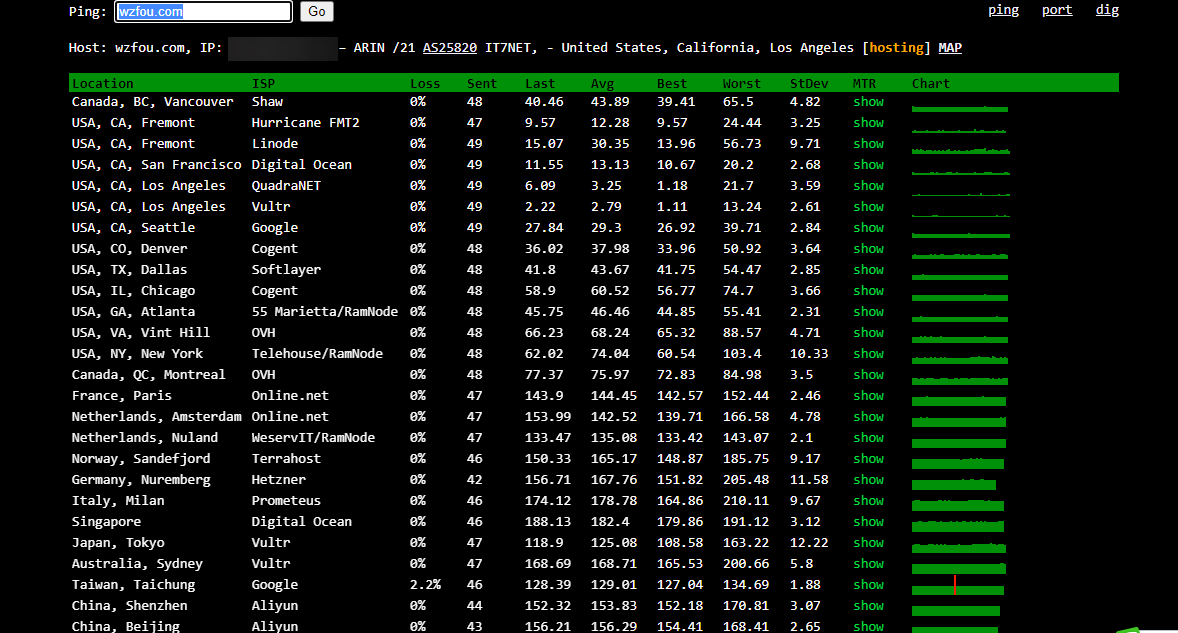 Ping: wzfou.com Go ping port dig
Host: wzfou.com, IP: – ARIN /21 AS25820 IT7NET, - United States, California, Los Angeles [hosting] MAP
Location ISP Loss Sent Last Avg Best Worst StDev MTR Chart
Canada, BC, Vancouver Shaw 0% 48 40.46 43.89 39.41 65.5 4.82 show
USA, CA, Fremont Hurricane FMT2 0% 47 9.57 12.28 9.57 24.44 3.25 show
USA, CA, Fremont Linode 0% 49 15.07 30.35 13.96 56.73 9.71 show
USA, CA, San Francisco Digital Ocean 0% 49 11.55 13.13 10.67 20.2 2.68 show
USA, CA, Los Angeles QuadraNET 0% 49 6.09 3.25 1.18 21.7 3.59 show
USA, CA, Los Angeles Vultr 0% 49 2.22 2.79 1.11 13.24 2.61 show
USA, CA, Seattle Google 0% 49 27.84 29.3 26.92 39.71 2.84 show
USA, CO, Denver Cogent 0% 48 36.02 37.98 33.96 50.92 3.64 show
USA, TX, Dallas Softlayer 0% 48 41.8 43.67 41.75 54.47 2.85 show
USA, IL, Chicago Cogent 0% 48 58.9 60.52 56.77 74.7 3.66 show
USA, GA, Atlanta 55 Marietta/RamNode 0% 48 45.75 46.46 44.85 55.41 2.31 show
USA, VA, Vint Hill OVH 0% 48 66.23 68.24 65.32 88.57 4.71 show
USA, NY, New York Telehouse/RamNode 0% 48 62.02 74.04 60.54 103.4 10.33 show
Canada, QC, Montreal OVH 0% 48 77.37 75.97 72.83 84.98 3.5 show
France, Paris Online.net 0% 47 143.9 144.45 142.57 152.44 2.46 show
Netherlands, Amsterdam Online.net 0% 47 153.99 142.52 139.71 166.58 4.78 show
Netherlands, Nuland WeservIT/RamNode 0% 47 133.47 135.08 133.42 143.07 2.1 show
Norway, Sandefjord Terrahost 0% 46 150.33 165.17 148.87 185.75 9.17 show
Germany, Nuremberg Hetzner 0% 42 156.71 167.76 151.82 205.48 11.58 show
Italy, Milan Prometeus 0% 46 174.12 178.78 164.86 210.11 9.67 show
Singapore Digital Ocean 0% 46 188.13 182.4 179.86 191.12 3.12 show
Japan, Tokyo Vultr 0% 47 118.9 125.08 108.58 163.22 12.22 show
Australia, Sydney Vultr 0% 47 168.69 168.71 165.53 200.66 5.8 show
Taiwan, Taichung Google 2.2% 46 128.39 129.01 127.04 134.69 1.88 show
China, Shenzhen Aliyun 0% 44 152.32 153.83 152.18 170.81 3.07 show
China, Beijing Aliyun 0% 43 156.21 156.29 154.41 168.41 2.65 show